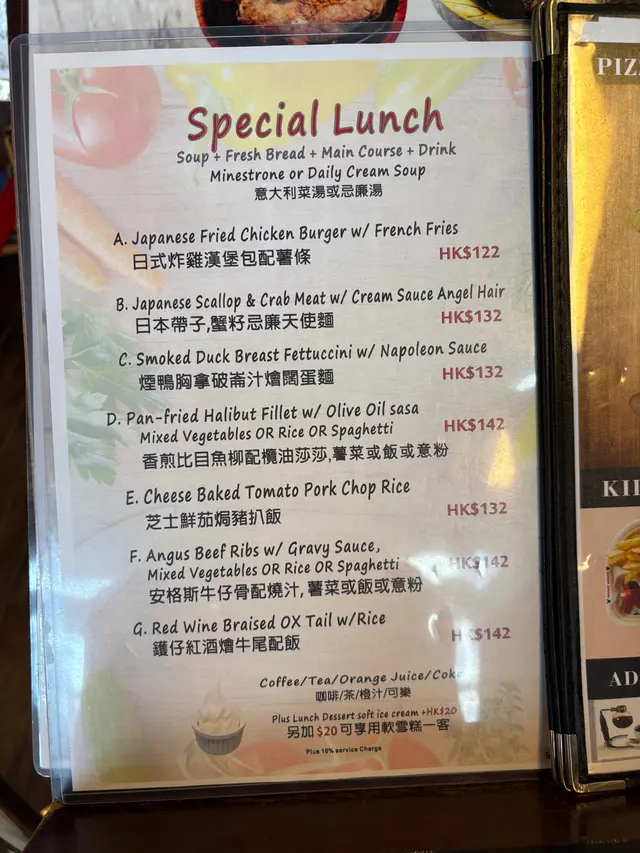 Special Lunch
Soup + Fresh Bread + Main Course + Drink
Minestrone or Daily Cream Soup
意大利菜湯或忌廉湯
A. Japanese Fried Chicken Burger w/ French Fries
日式炸雞漢堡包配薯條 HK$122
B. Japanese Scallop & Crab Meat w/ Cream Sauce Angel Hair
日本帶子,蟹籽忌廉天使麵 HK$132
C. Smoked Duck Breast Fettuccini w/ Napoleon Sauce
煙鴨胸拿破崙汁燴闊蛋麵 HK$132
D. Pan-fried Halibut Fillet w/ Olive Oil sasa
Mixed Vegetables OR Rice OR Spaghetti HK$142
香煎比目魚柳配欖油莎莎,薯菜或飯或意粉
E. Cheese Baked Tomato Pork Chop Rice
芝士鮮茄焗豬扒飯 HK$132
F. Angus Beef Ribs w/ Gravy Sauce,
Mixed Vegetables OR Rice OR Spaghetti HK$142
安格斯牛仔骨配燒汁, 薯菜或飯或意粉
G. Red Wine Braised OX Tail w/Rice
鑊仔紅酒燴牛尾配飯 HK$142
Coffee/Tea/Orange Juice/Coke
咖啡/茶/橙汁/可樂
Plus Lunch Dessert soft ice cream +HK$20
另加 $20 可享用軟雪糕一客
Plus 10% service Charge
PIZ
KI
AD